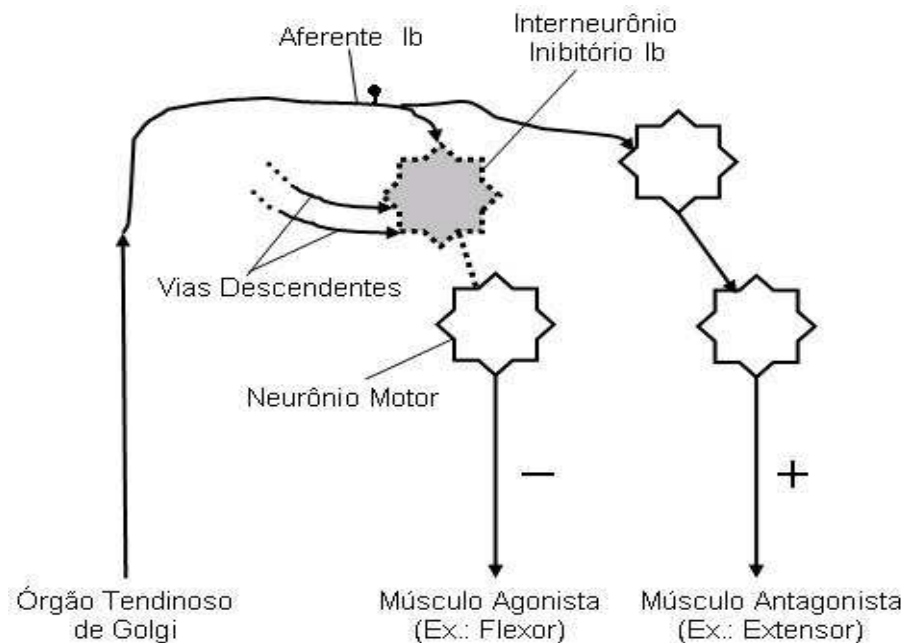 Aferente Ib
Interneurônio
Inibitório Ib
Vias Descendentes
Neurônio Motor
−
+
Órgão Tendinoso
de Golgi
Músculo Agonista
(Ex.: Flexor)
Músculo Antagonista
(Ex.: Extensor)